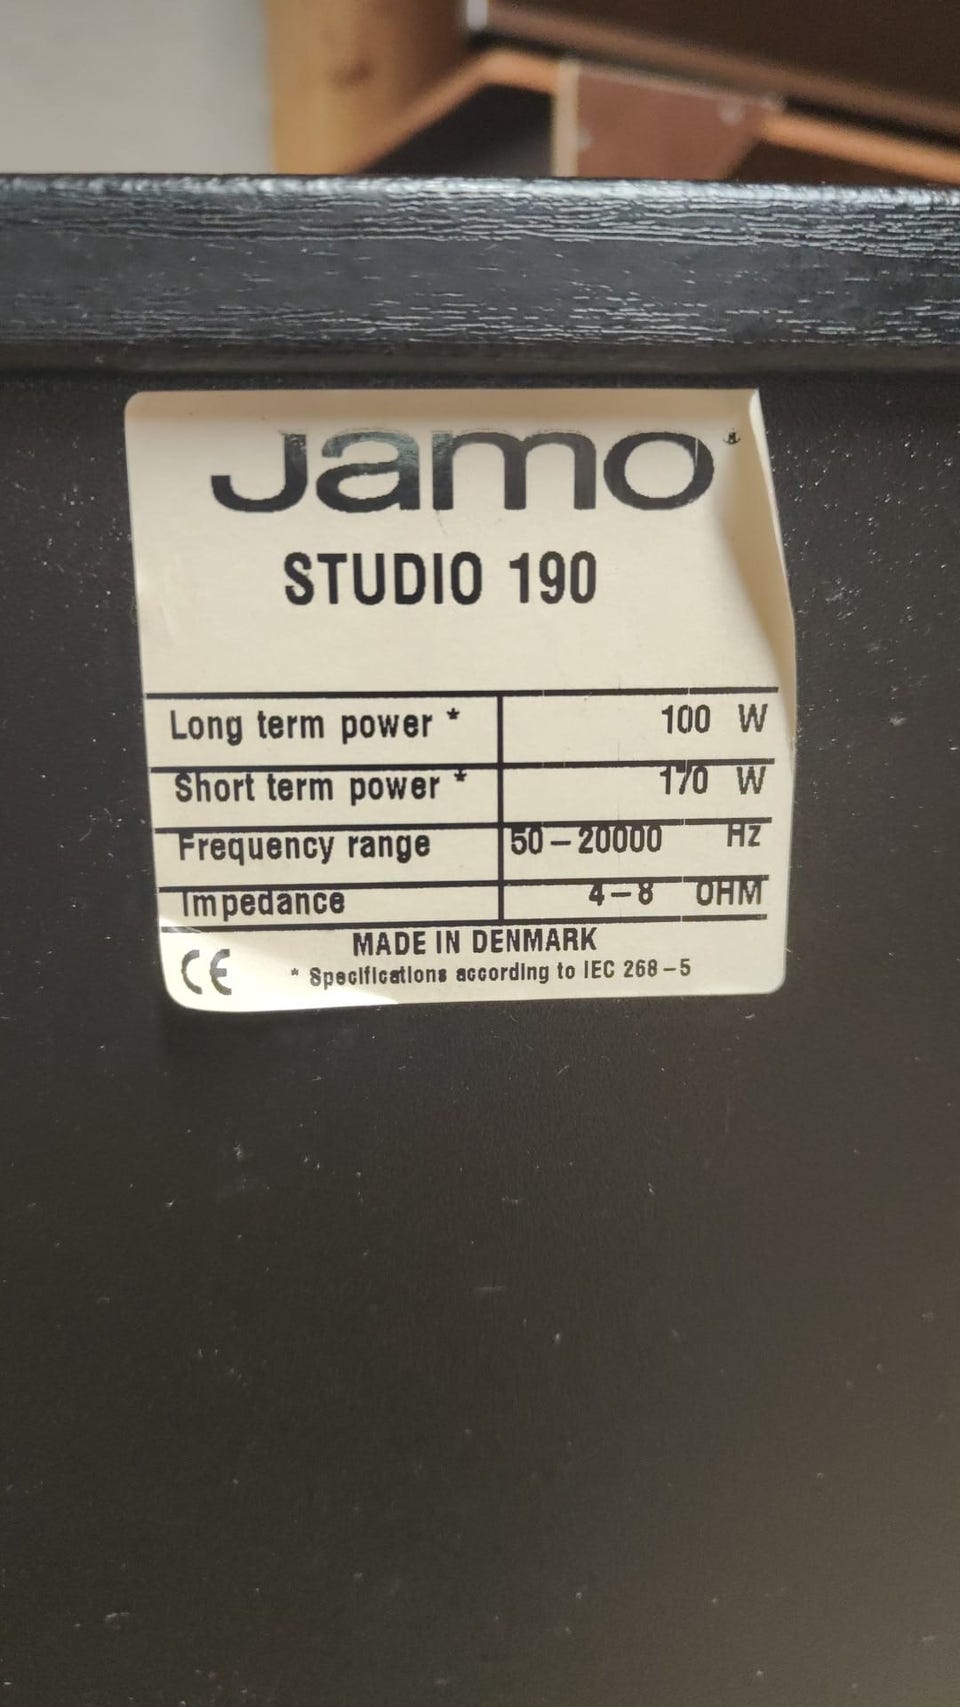 Jamo
STUDIO 190
Long term power * 100 W
Short term power * 170 W
Frequency range 50–20000 Hz
Impedance 4–8 OHM
MADE IN DENMARK
CE * Specifications according to IEC 268–5